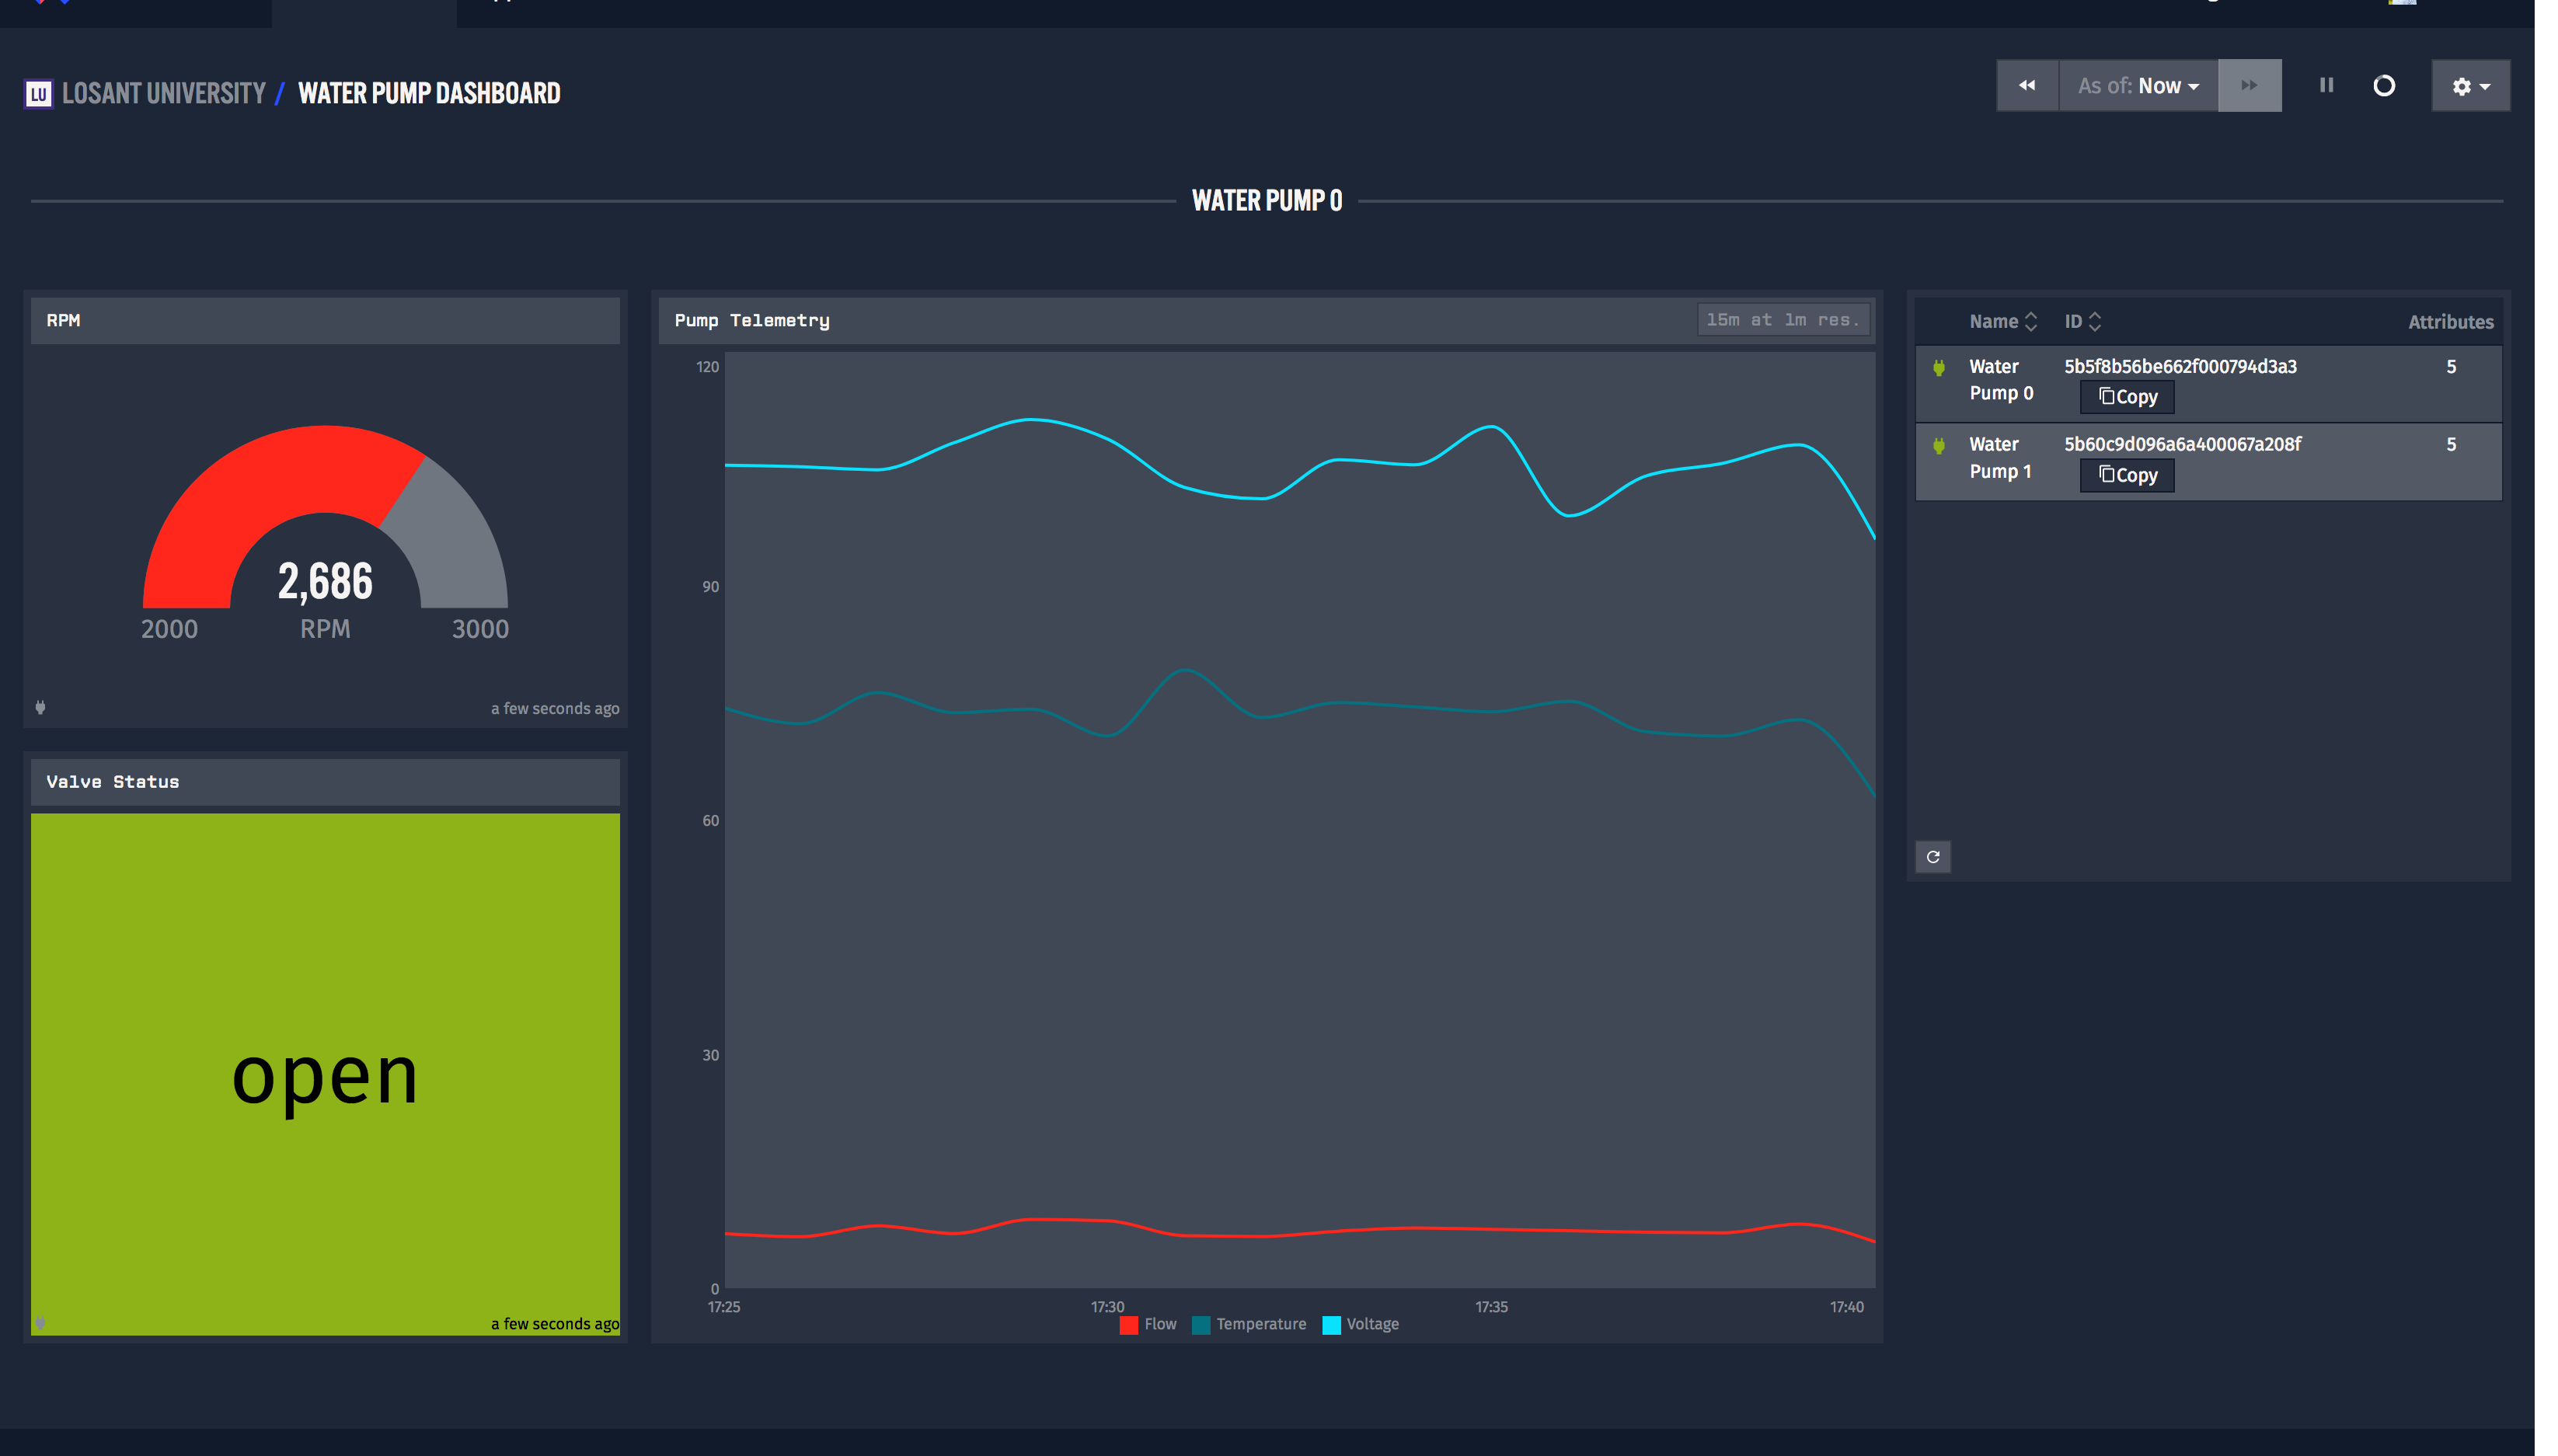 LU LOSANT UNIVERSITY / WATER PUMP DASHBOARD
As of: Now
WATER PUMP 0
RPM
2,686
2000 RPM 3000
a few seconds ago
Valve Status
open
a few seconds ago
Pump Telemetry
15m at 1m res.
120
90
60
30
0
17:25 17:30 17:35 17:40
Flow Temperature Voltage
Name ID Attributes
Water Pump 0 5b5f8b56be662f000794d3a3 5
Copy
Water Pump 1 5b60c9d096a6a400067a208f 5
Copy